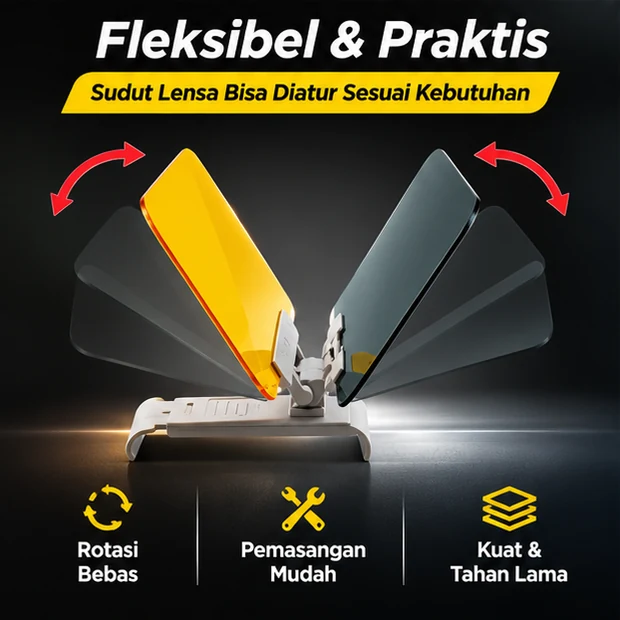 Fleksibel & Praktis
Sudut Lensa Bisa Diatur Sesuai Kebutuhan
Rotasi
Bebas
Pemasangan
Mudah
Kuat &
Tahan Lama